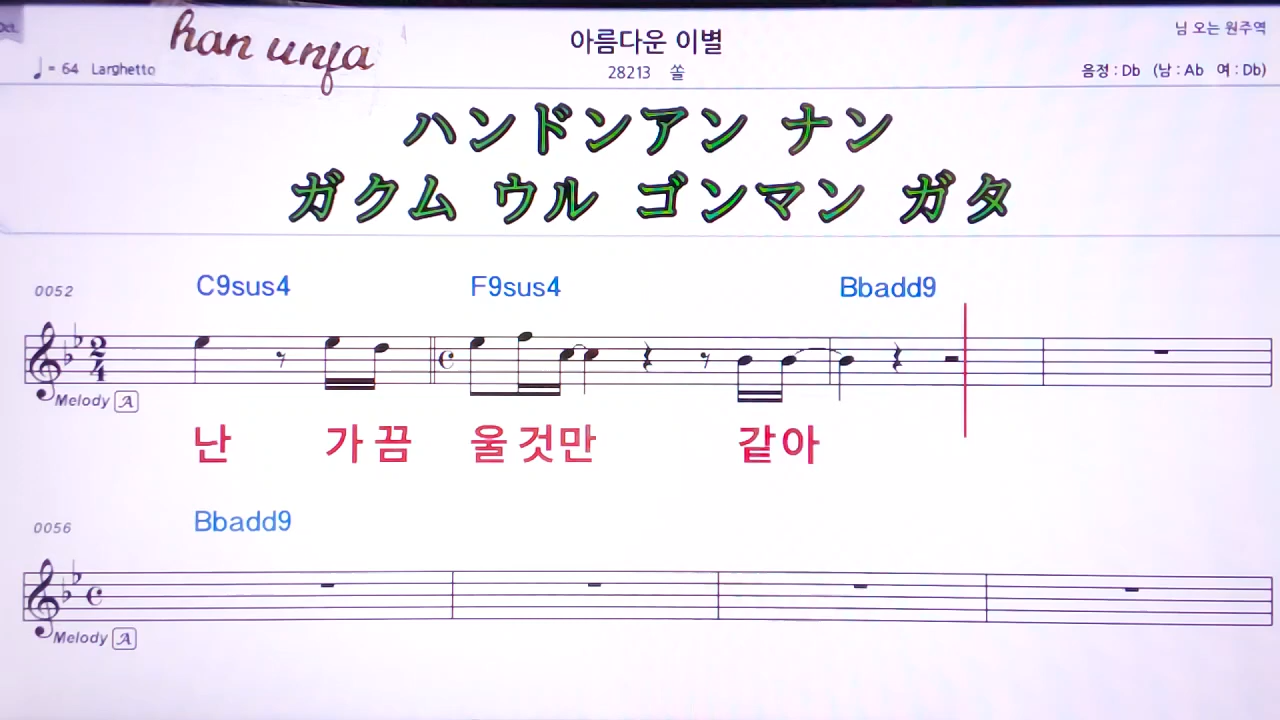 han unja
아름다운 이별
님 오는 원주역
♩= 64 Larghetto
28213 쏠
음정 : Db (남 : Ab 여 : Db)
ハンドンアン ナン
ガクム ウル ゴンマン ガタ
0052
C9sus4 F9sus4 Bbadd9
Melody A
난 가끔 울것만 같아
0056
Bbadd9
Melody A